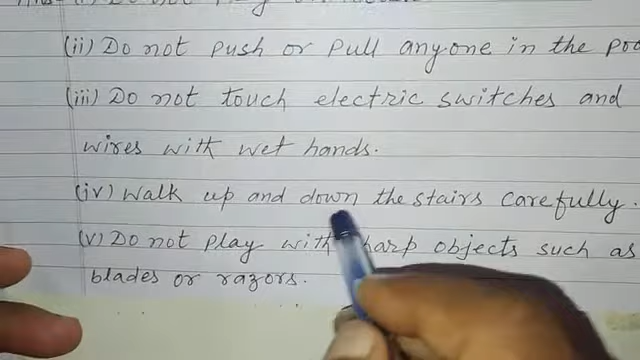 (ii) Do not push or pull anyone in the
(iii) Do not touch electric switches and
wires with wet hands.
(iv) Walk up and down the stairs carefully.
(v) Do not play with sharp objects such as
blades or razors.